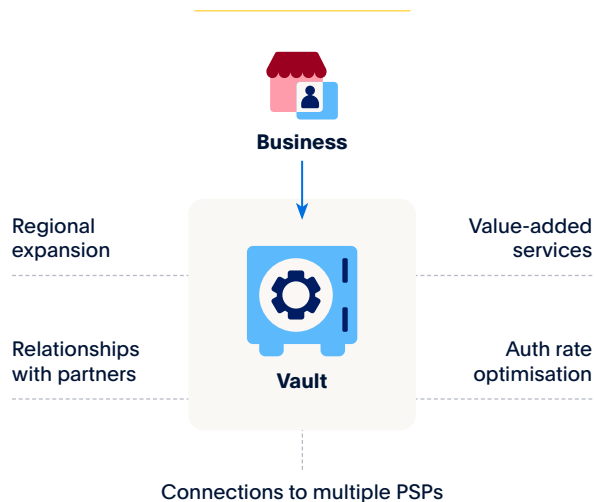 Business
Regional
expansion
Value-added
services
Relationships
with partners
Auth rate
optimisation
Vault
Connections to multiple PSPs